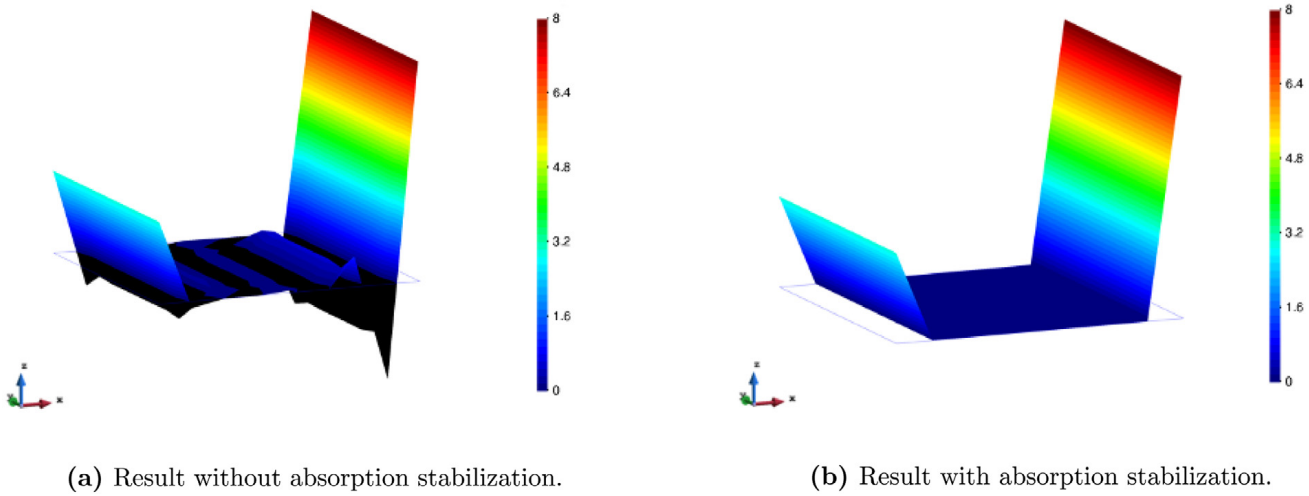 8
6.4
4.8
3.2
1.6
0
z
y
x
8
6.4
4.8
3.2
1.6
0
z
y
x
(a) Result without absorption stabilization.
(b) Result with absorption stabilization.